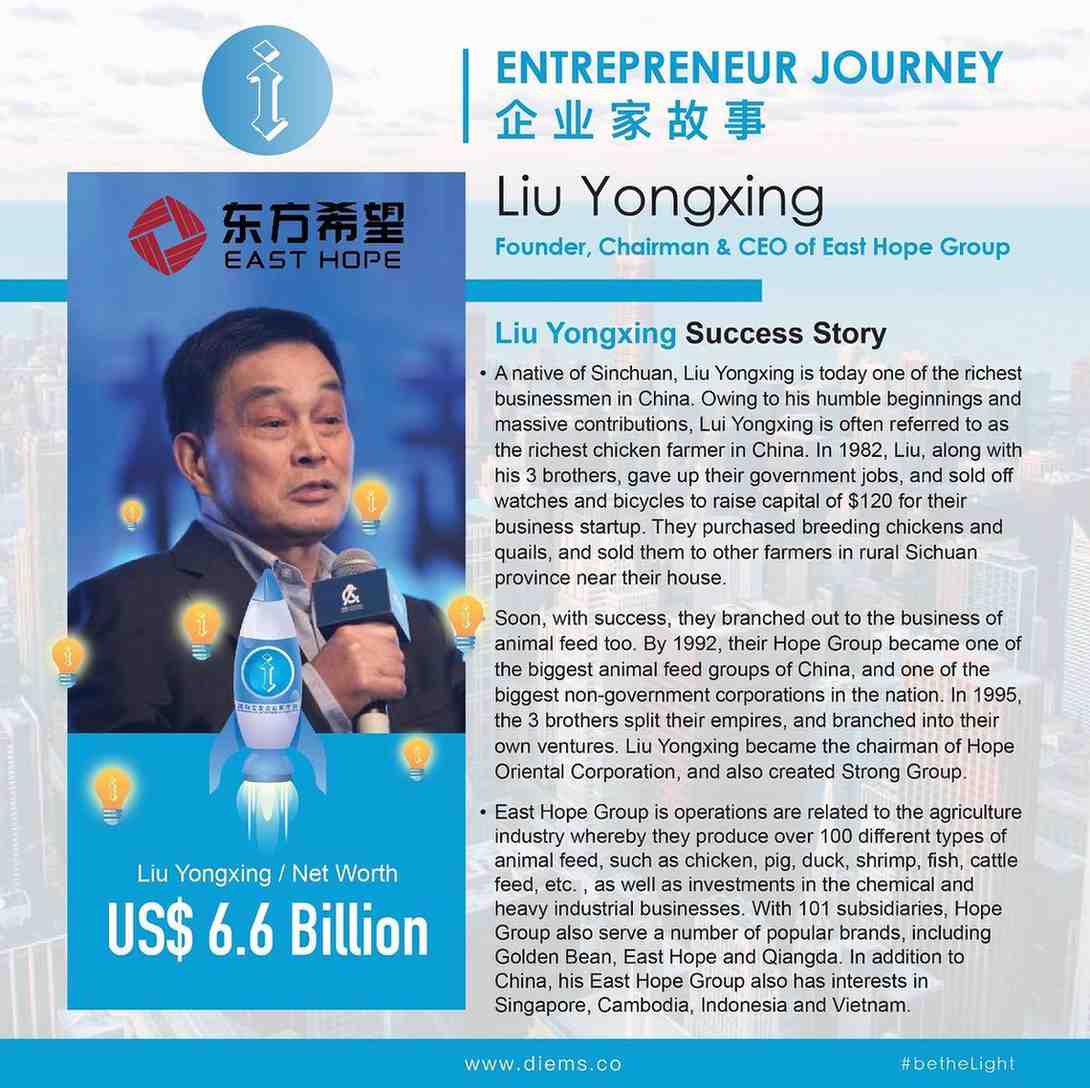 ENTREPRENEUR JOURNEY
企业家故事
东方希望
EAST HOPE
Liu Yongxing
Founder, Chairman & CEO of East Hope Group
Liu Yongxing Success Story
• A native of Sinchuan, Liu Yongxing is today one of the richest
businessmen in China. Owing to his humble beginnings and
massive contributions, Lui Yongxing is often referred to as
the richest chicken farmer in China. In 1982, Liu, along with
his 3 brothers, gave up their government jobs, and sold off
watches and bicycles to raise capital of $120 for their
business startup. They purchased breeding chickens and
quails, and sold them to other farmers in rural Sichuan
province near their house.
Soon, with success, they branched out to the business of
animal feed too. By 1992, their Hope Group became one of
the biggest animal feed groups of China, and one of the
biggest non-government corporations in the nation. In 1995,
the 3 brothers split their empires, and branched into their
own ventures. Liu Yongxing became the chairman of Hope
Oriental Corporation, and also created Strong Group.
• East Hope Group is operations are related to the agriculture
industry whereby they produce over 100 different types of
animal feed, such as chicken, pig, duck, shrimp, fish, cattle
feed, etc. , as well as investments in the chemical and
heavy industrial businesses. With 101 subsidiaries, Hope
Group also serve a number of popular brands, including
Golden Bean, East Hope and Qiangda. In addition to
China, his East Hope Group also has interests in
Singapore, Cambodia, Indonesia and Vietnam.
Liu Yongxing / Net Worth
US$ 6.6 Billion
www.diems.co
#betheLight